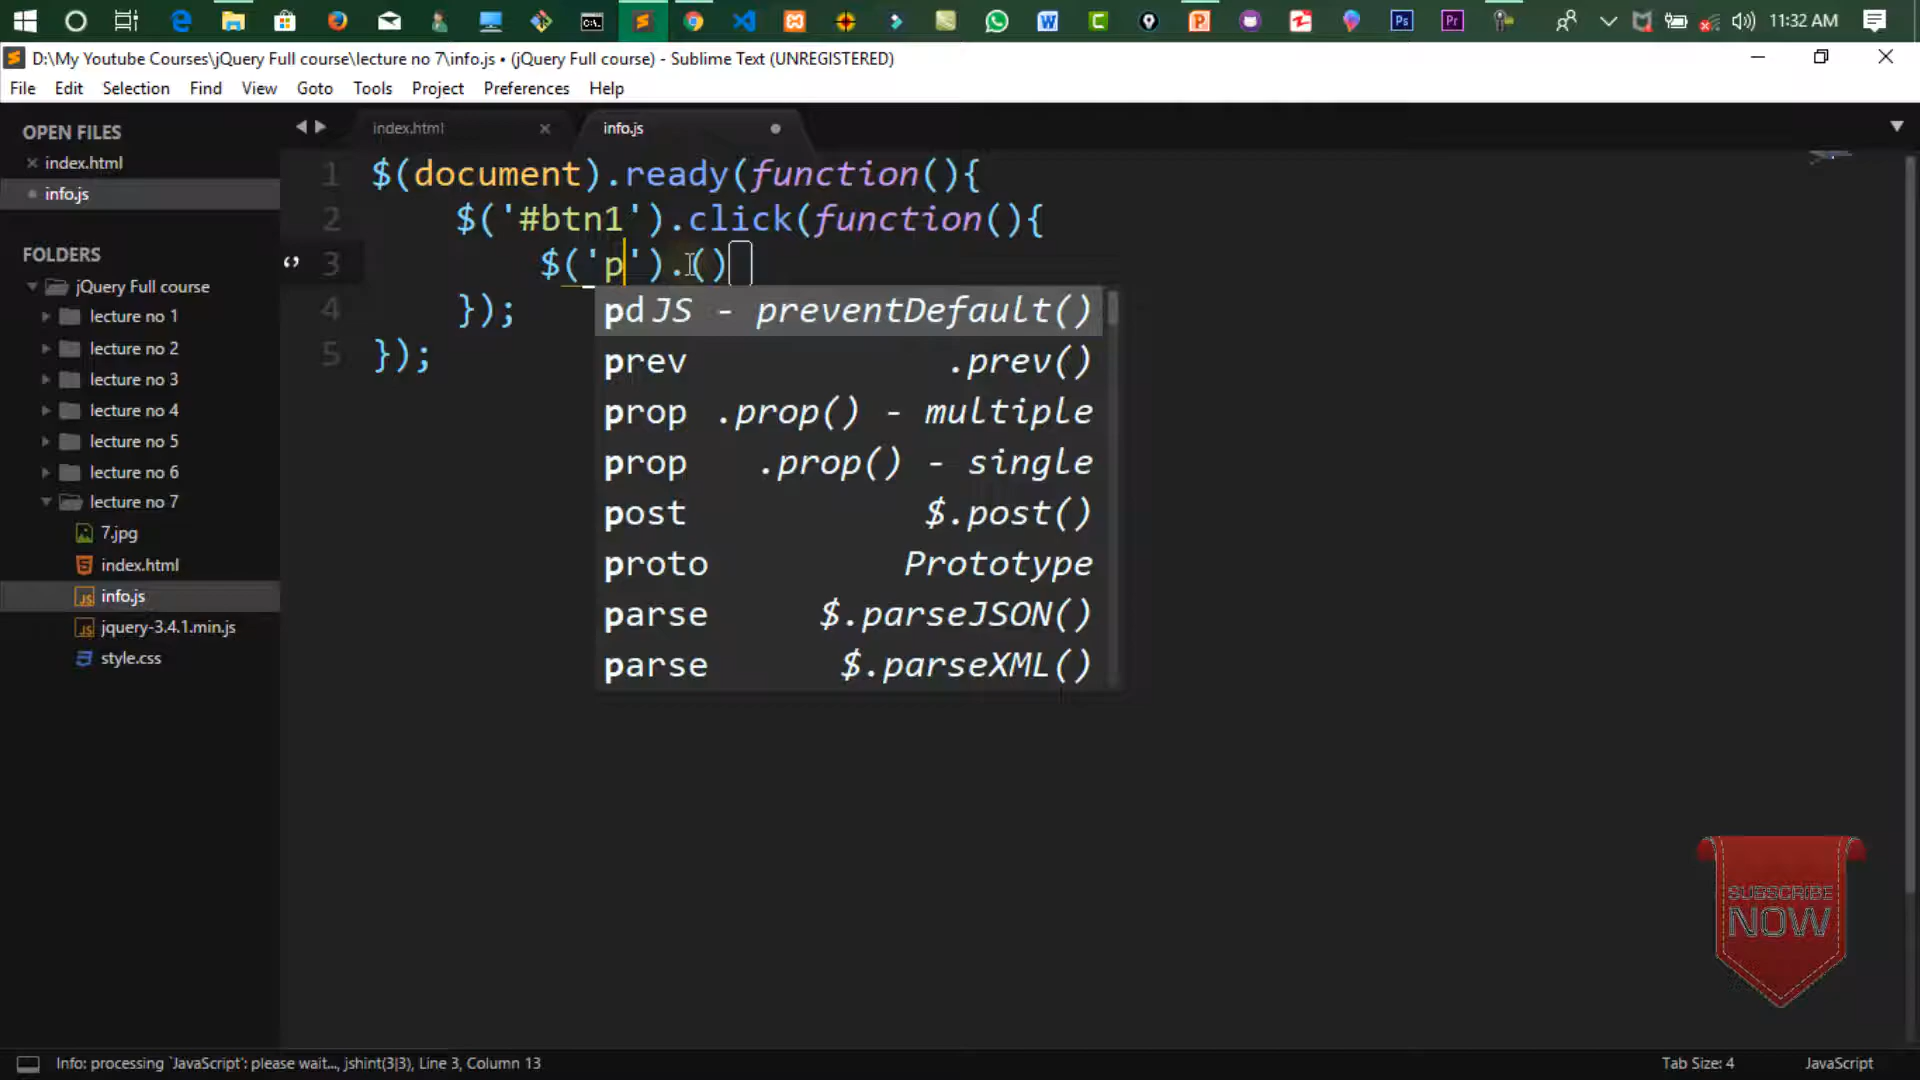 11:32 AM
D:\My Youtube Courses\jQuery Full course\lecture no 7\info.js • (jQuery Full course) - Sublime Text (UNREGISTERED)
File Edit Selection Find View Goto Tools Project Preferences Help
OPEN FILES
index.html
info.js
FOLDERS
jQuery Full course
lecture no 1
lecture no 2
lecture no 3
lecture no 4
lecture no 5
lecture no 6
lecture no 7
7.jpg
index.html
info.js
jquery-3.4.1.min.js
style.css
index.html info.js
1 $(document).ready(function(){
2 $('#btn1').click(function(){
3 $('p').()
4 });
5 });
pd JS - preventDefault()
prev .prev()
prop .prop() - multiple
prop .prop() - single
post $.post()
proto Prototype
parse $.parseJSON()
parse $.parseXML()
SUBSCRIBE
NOW
Info: processing `JavaScript`: please wait..., jshint(3|3), Line 3, Column 13
Tab Size: 4 JavaScript